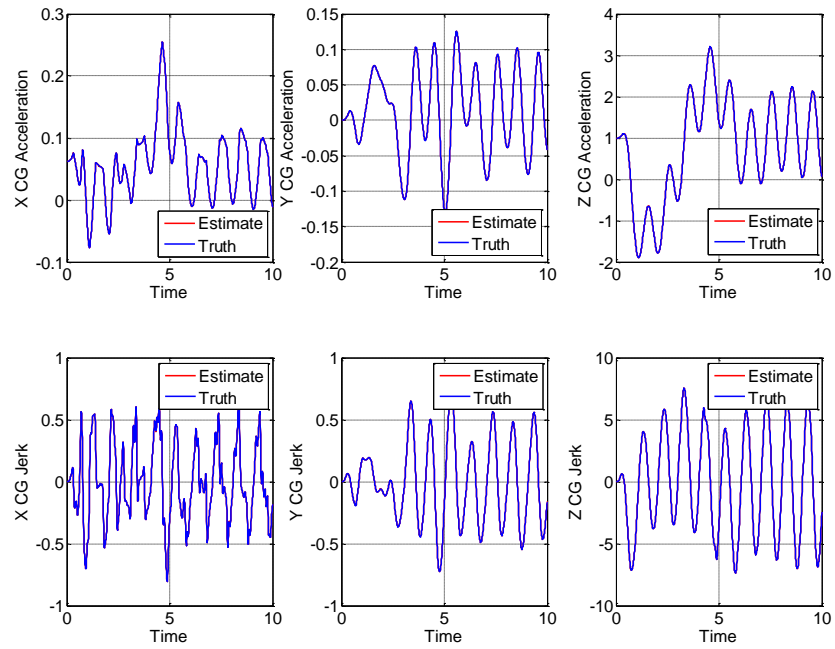 0.3
0.2
0.1
0
-0.1
0
5
10
Time
X CG Acceleration
Estimate
Truth
0.15
0.1
0.05
0
-0.05
-0.1
-0.15
-0.2
0
5
10
Time
Y CG Acceleration
Estimate
Truth
4
3
2
1
0
-1
-2
0
5
10
Time
Z CG Acceleration
Estimate
Truth
1
0.5
0
-0.5
-1
0
5
10
Time
X CG Jerk
Estimate
Truth
1
0.5
0
-0.5
-1
0
5
10
Time
Y CG Jerk
Estimate
Truth
10
5
0
-5
-10
0
5
10
Time
Z CG Jerk
Estimate
Truth